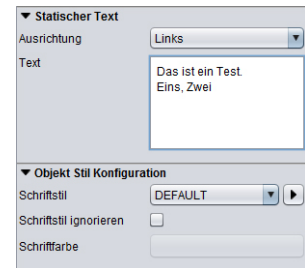 Statischer Text
Ausrichtung Links
Text
Das ist ein Test.
Eins, Zwei
Objekt Stil Konfiguration
Schriftstil DEFAULT
Schriftstil ignorieren
Schriftfarbe